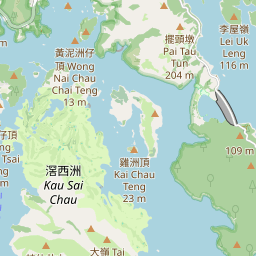 李屋嶺
Lei Uk
Leng
116 m
擺頭墩
Pai Tau
Tun
204 m
黃泥洲仔
頂 Wong
Nai Chau
Chai Teng
13 m
109 m
雞洲頂
Kai Chau
Teng
23 m
滘西洲
Kau Sai
Chau
大嶺 Tai